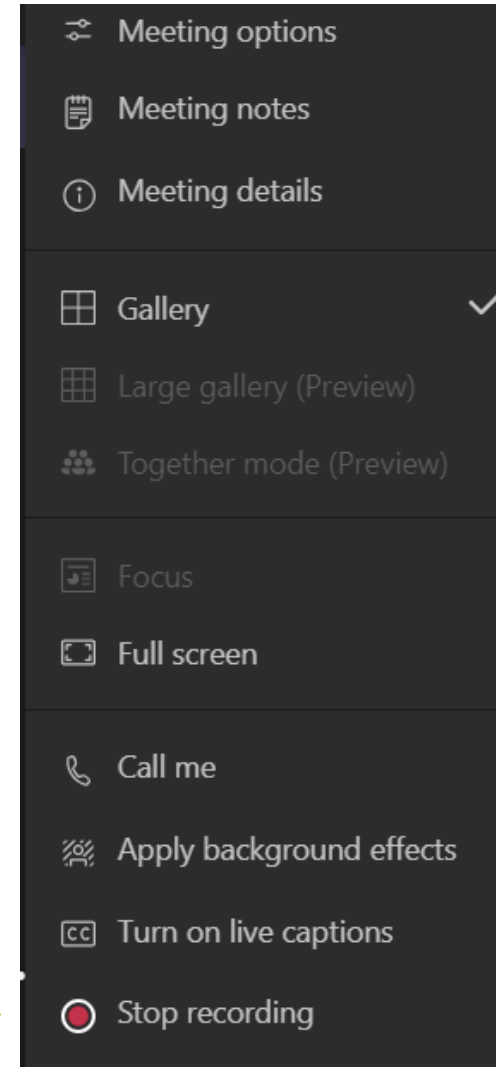 Meeting options
Meeting notes
Meeting details
Gallery
Large gallery (Preview)
Together mode (Preview)
Focus
Full screen
Call me
Apply background effects
CC Turn on live captions
Stop recording